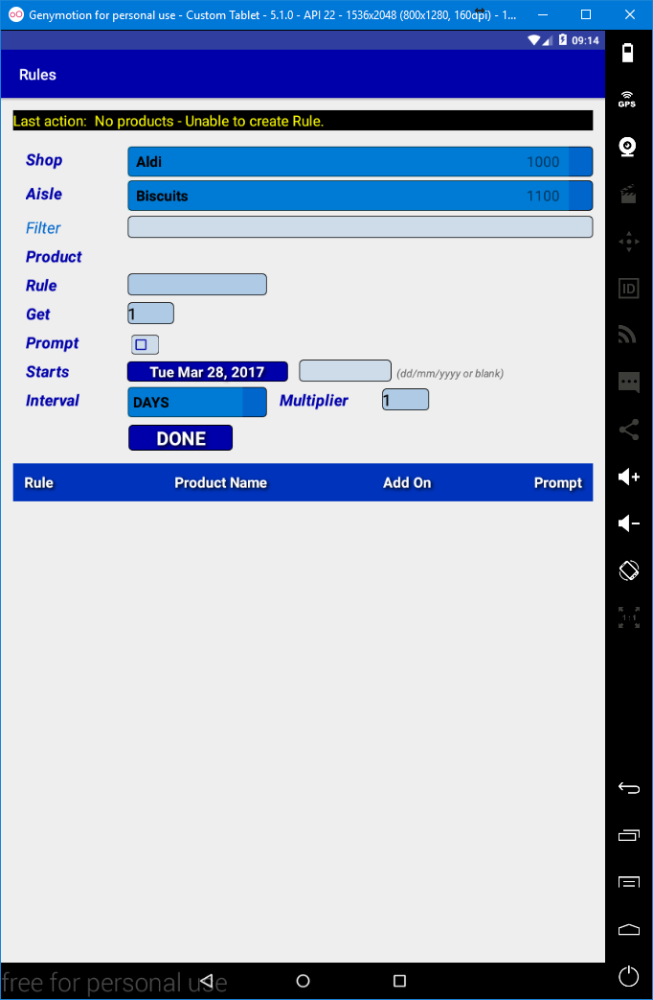 Genymotion for personal use - Custom Tablet - 5.1.0 - API 22 - 1536x2048 (800x1280, 160dpi) - 1...
09:14
Rules
GPS
Last action: No products - Unable to create Rule.
Shop Aldi 1000
Aisle Biscuits 1100
Filter
Product
Rule
ID
Get 1
Prompt
Starts Tue Mar 28, 2017 (dd/mm/yyyy or blank)
Interval DAYS Multiplier 1
DONE
Rule Product Name Add On Prompt
1:1
free for personal use